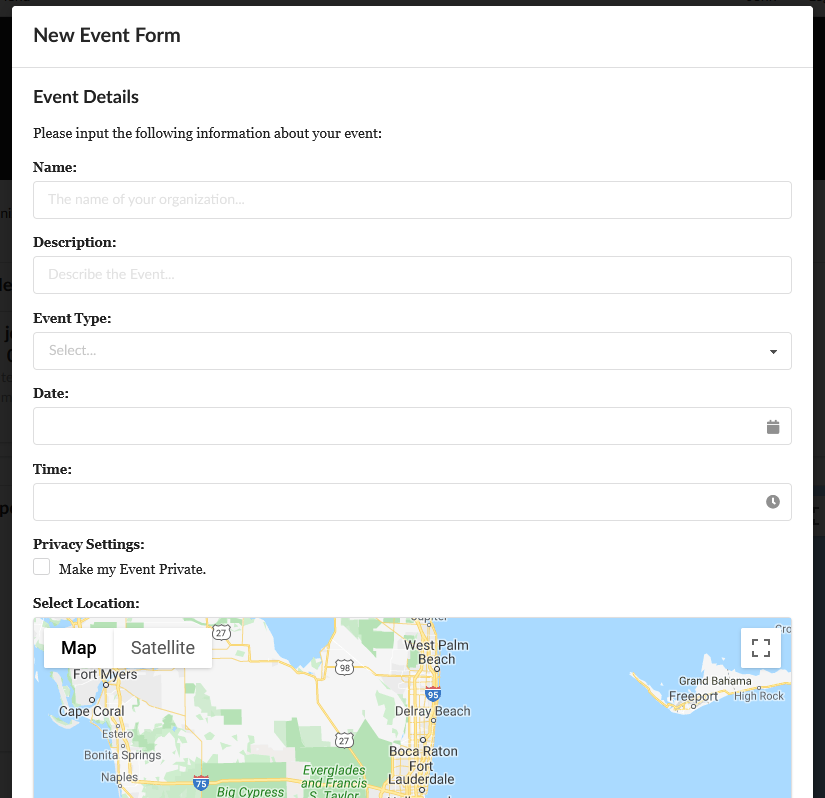 New Event Form
Event Details
Please input the following information about your event:
Name:
The name of your organization...
Description:
Describe the Event...
Event Type:
Select...
Date:
Time:
Privacy Settings:
Make my Event Private.
Select Location:
Map
Satellite
27
98
West Palm
Beach
Fort Myers
95
Grand Bahama
Freeport
High Rock
Cape Coral
Delray Beach
Estero
27
Bonita Springs
Boca Raton
Naples
75
Everglades
and Francis
S. Taylor
Fort
Lauderdale
Big Cypress